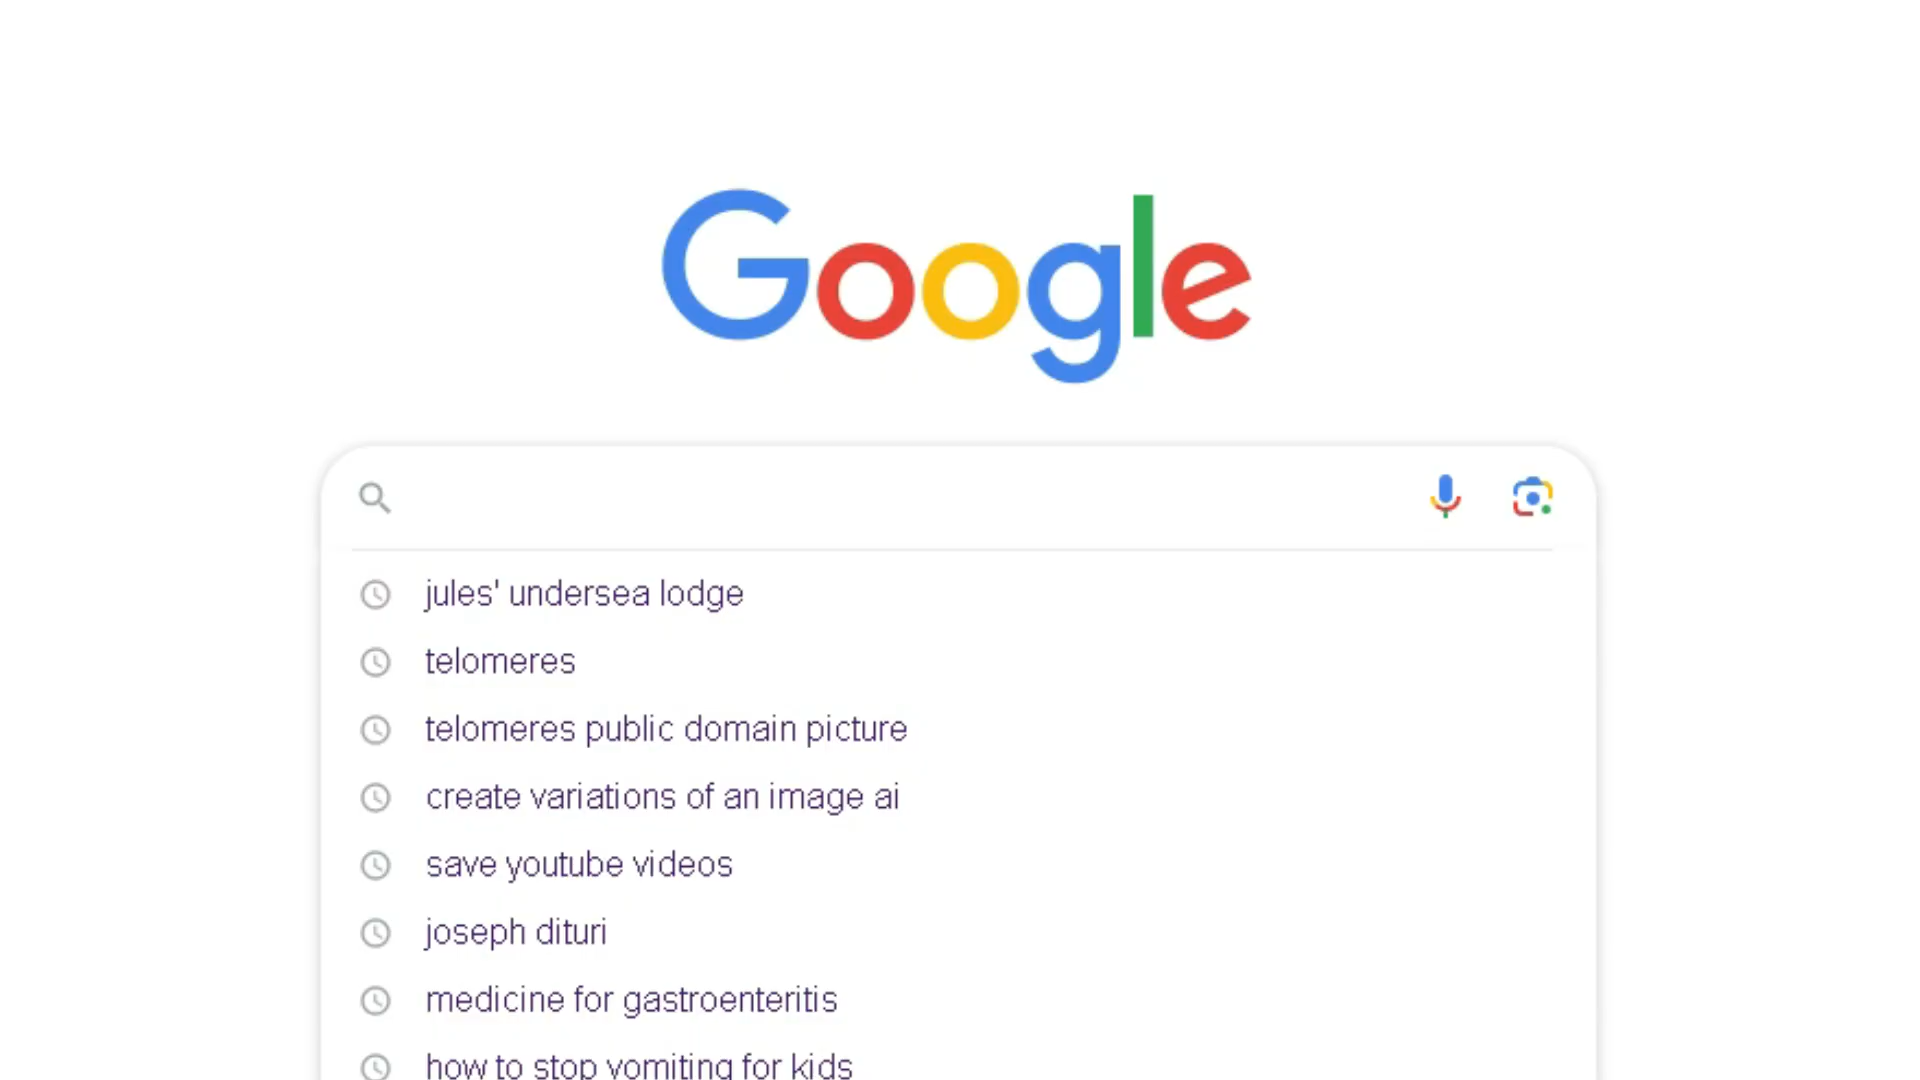 Google
jules' undersea lodge
telomeres
telomeres public domain picture
create variations of an image ai
save youtube videos
joseph dituri
medicine for gastroenteritis
how to stop vomiting for kids